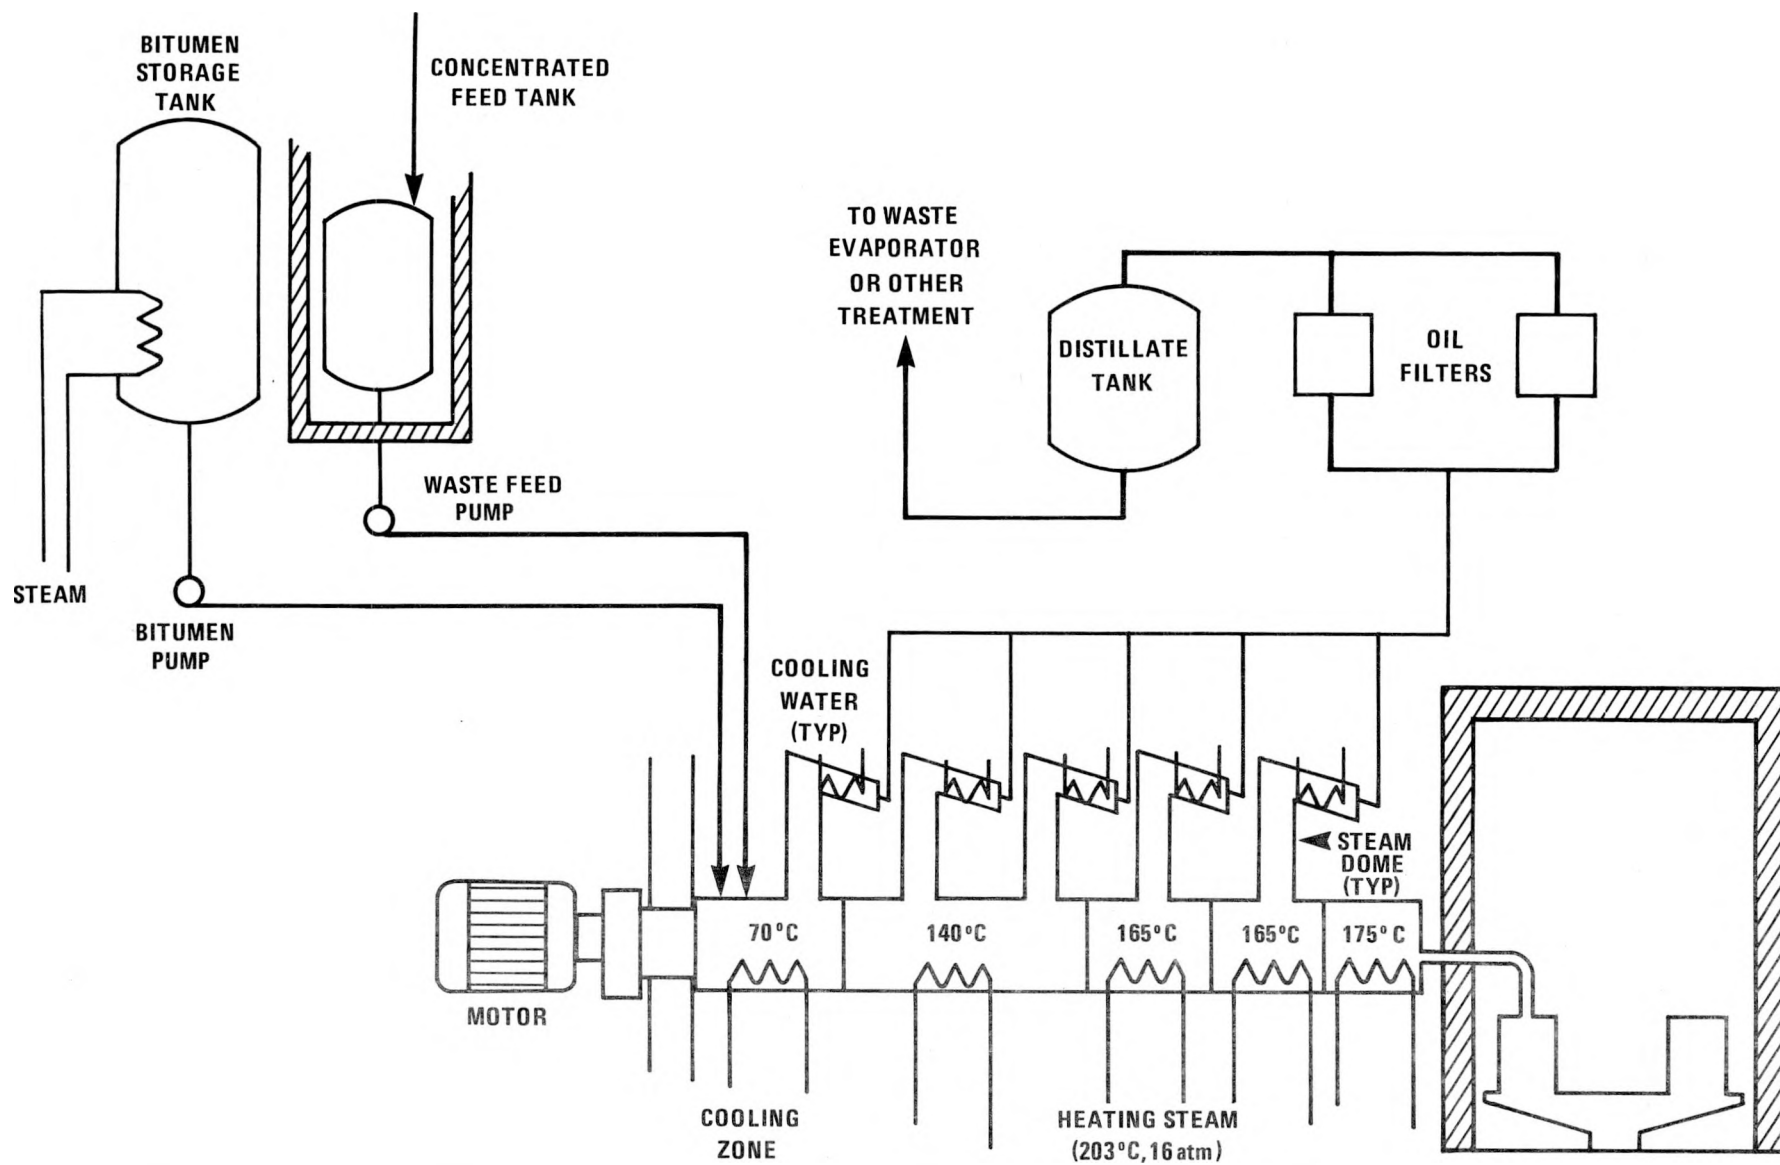 BITUMEN
STORAGE
TANK
CONCENTRATED
FEED TANK
TO WASTE
EVAPORATOR
OR OTHER
TREATMENT
DISTILLATE
TANK
OIL
FILTERS
WASTE FEED
PUMP
STEAM
BITUMEN
PUMP
COOLING
WATER
(TYP)
STEAM
DOME
(TYP)
70°C
140°C
165°C
165°C
175°C
MOTOR
COOLING
ZONE
HEATING STEAM
(203°C, 16 atm)